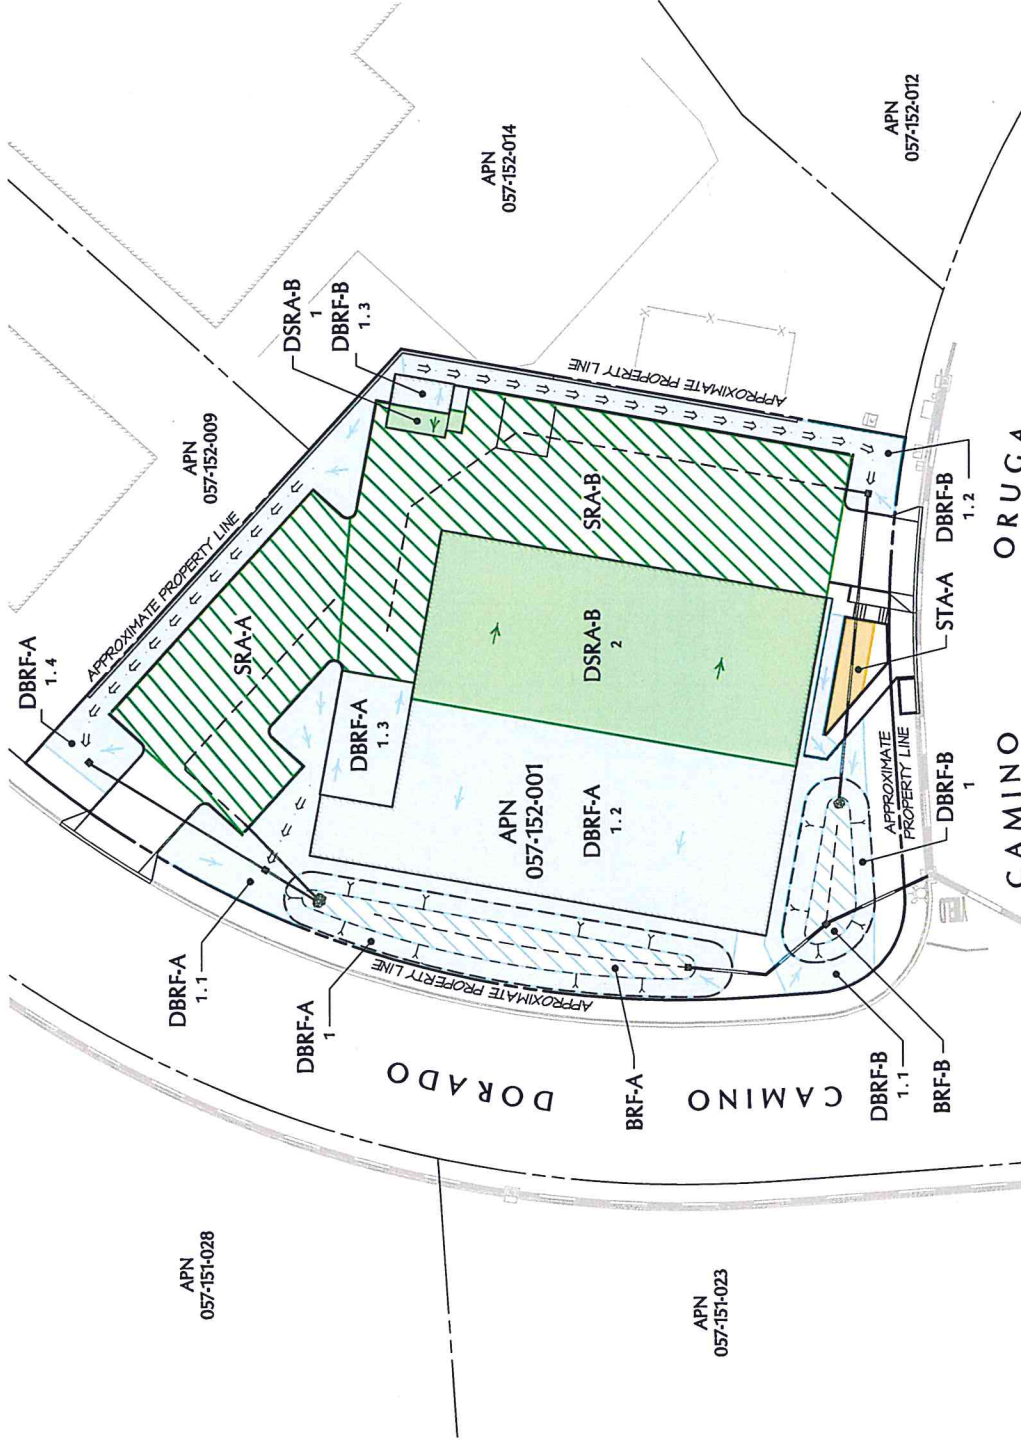 APN
057-152-012
APN
057-152-014
DSRA-B
1
DBRF-B
1.3
APPROXIMATE PROPERTY LINE
APN
057-152-009
APPROXIMATE PROPERTY LINE
DBRF-A
1.4
SRA-A
SRA-B
DBRF-B
1.2
ORUGA
STA-A
DSRA-B
2
DBRF-A
1.3
APN
057-152-001
DBRF-A
1.2
APPROXIMATE
PROPERTY LINE
DBRF-B
1
CAMINO
DBRF-A
1.1
DBRF-A
1
APPROXIMATE PROPERTY LINE
BRF-A
DBRF-B
1.1
BRF-B
CAMINO
DORADO
APN
057-151-028
APN
057-151-023
X
X
X